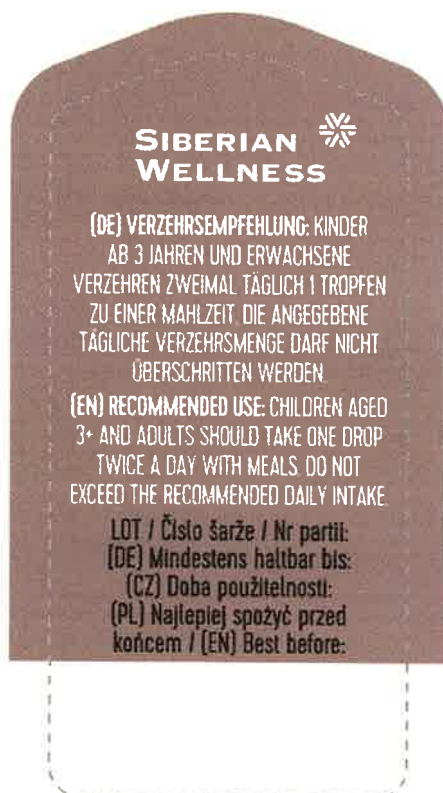 SIBERIAN
WELLNESS
(DE) VERZEHRSEMPFEHLUNG: KINDER
AB 3 JAHREN UND ERWACHSENE
VERZEHREN ZWEIMAL TÄGLICH 1 TROPFEN
ZU EINER MAHLZEIT. DIE ANGEGEBENE
TÄGLICHE VERZEHRSMENGE DARF NICHT
ÜBERSCHRITTEN WERDEN.
(EN) RECOMMENDED USE: CHILDREN AGED
3+ AND ADULTS SHOULD TAKE ONE DROP
TWICE A DAY WITH MEALS. DO NOT
EXCEED THE RECOMMENDED DAILY INTAKE.
LOT / Číslo šarže / Nr partii:
(DE) Mindestens haltbar bis:
(CZ) Doba použitelnosti:
(PL) Najlepiej spożyć przed
końcem / (EN) Best before: